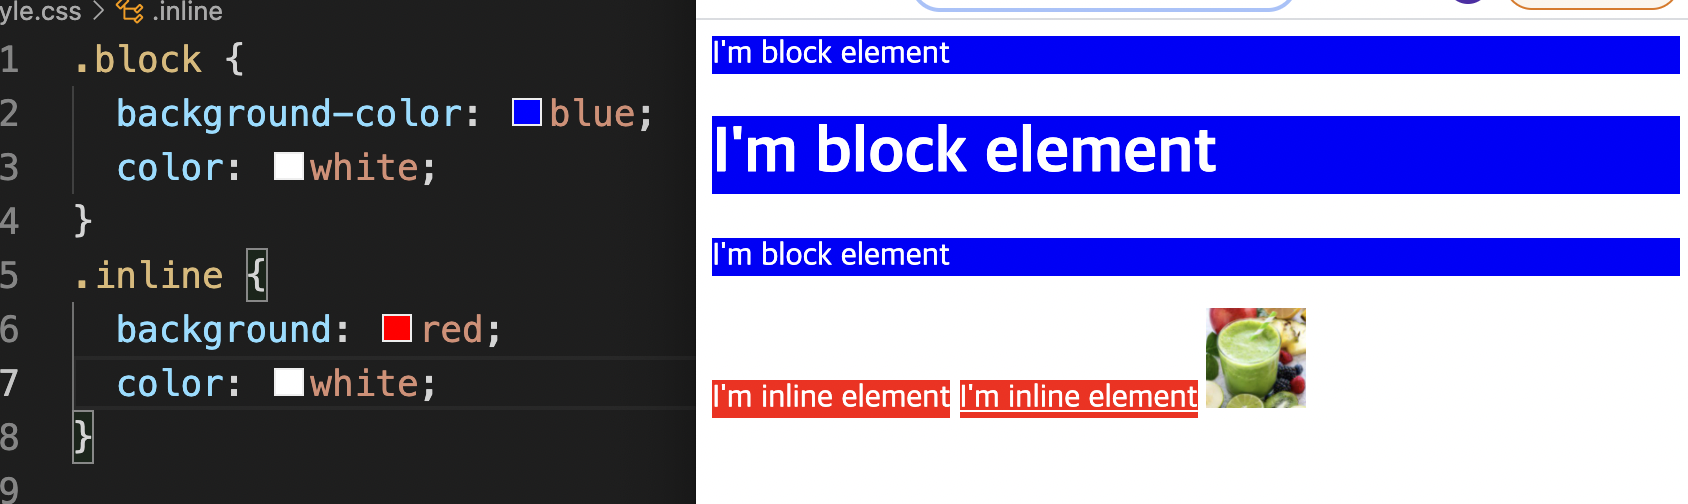 yle.css > .inline
1 .block {
2 background-color: blue;
3 color: white;
4 }
5 .inline {
6 background: red;
7 color: white;
8 }
9
I'm block element
I'm block element
I'm block element
I'm inline element I'm inline element